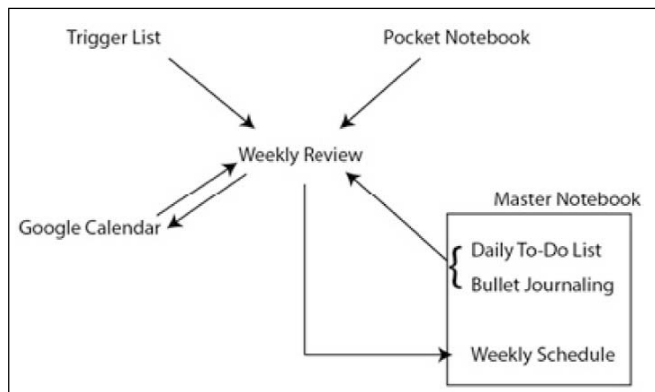 Trigger List
Pocket Notebook
Weekly Review
Master Notebook
Google Calendar
Daily To-Do List
Bullet Journaling
Weekly Schedule